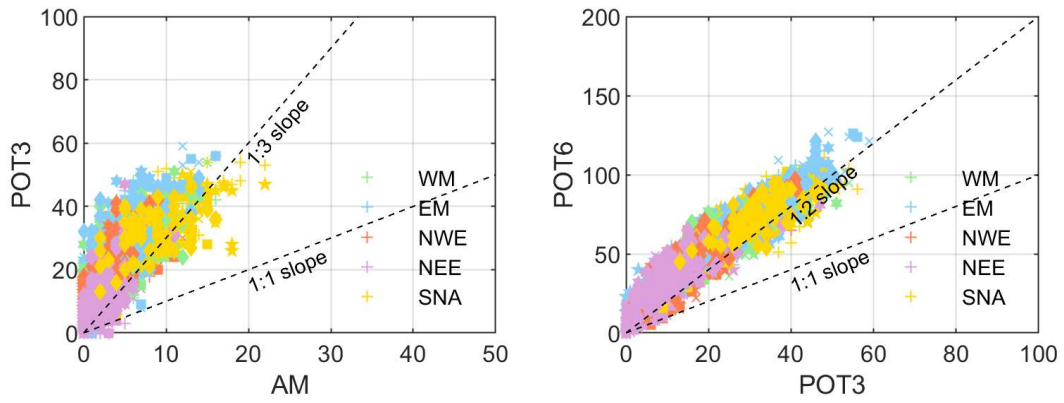 100
80
60
40
20
0
POT3
0 10 20 30 40 50
AM
1:3 slope
1:1 slope
WM
EM
NWE
NEE
SNA
200
150
100
50
0
POT6
0 20 40 60 80 100
POT3
1:2 slope
1:1 slope
WM
EM
NWE
NEE
SNA